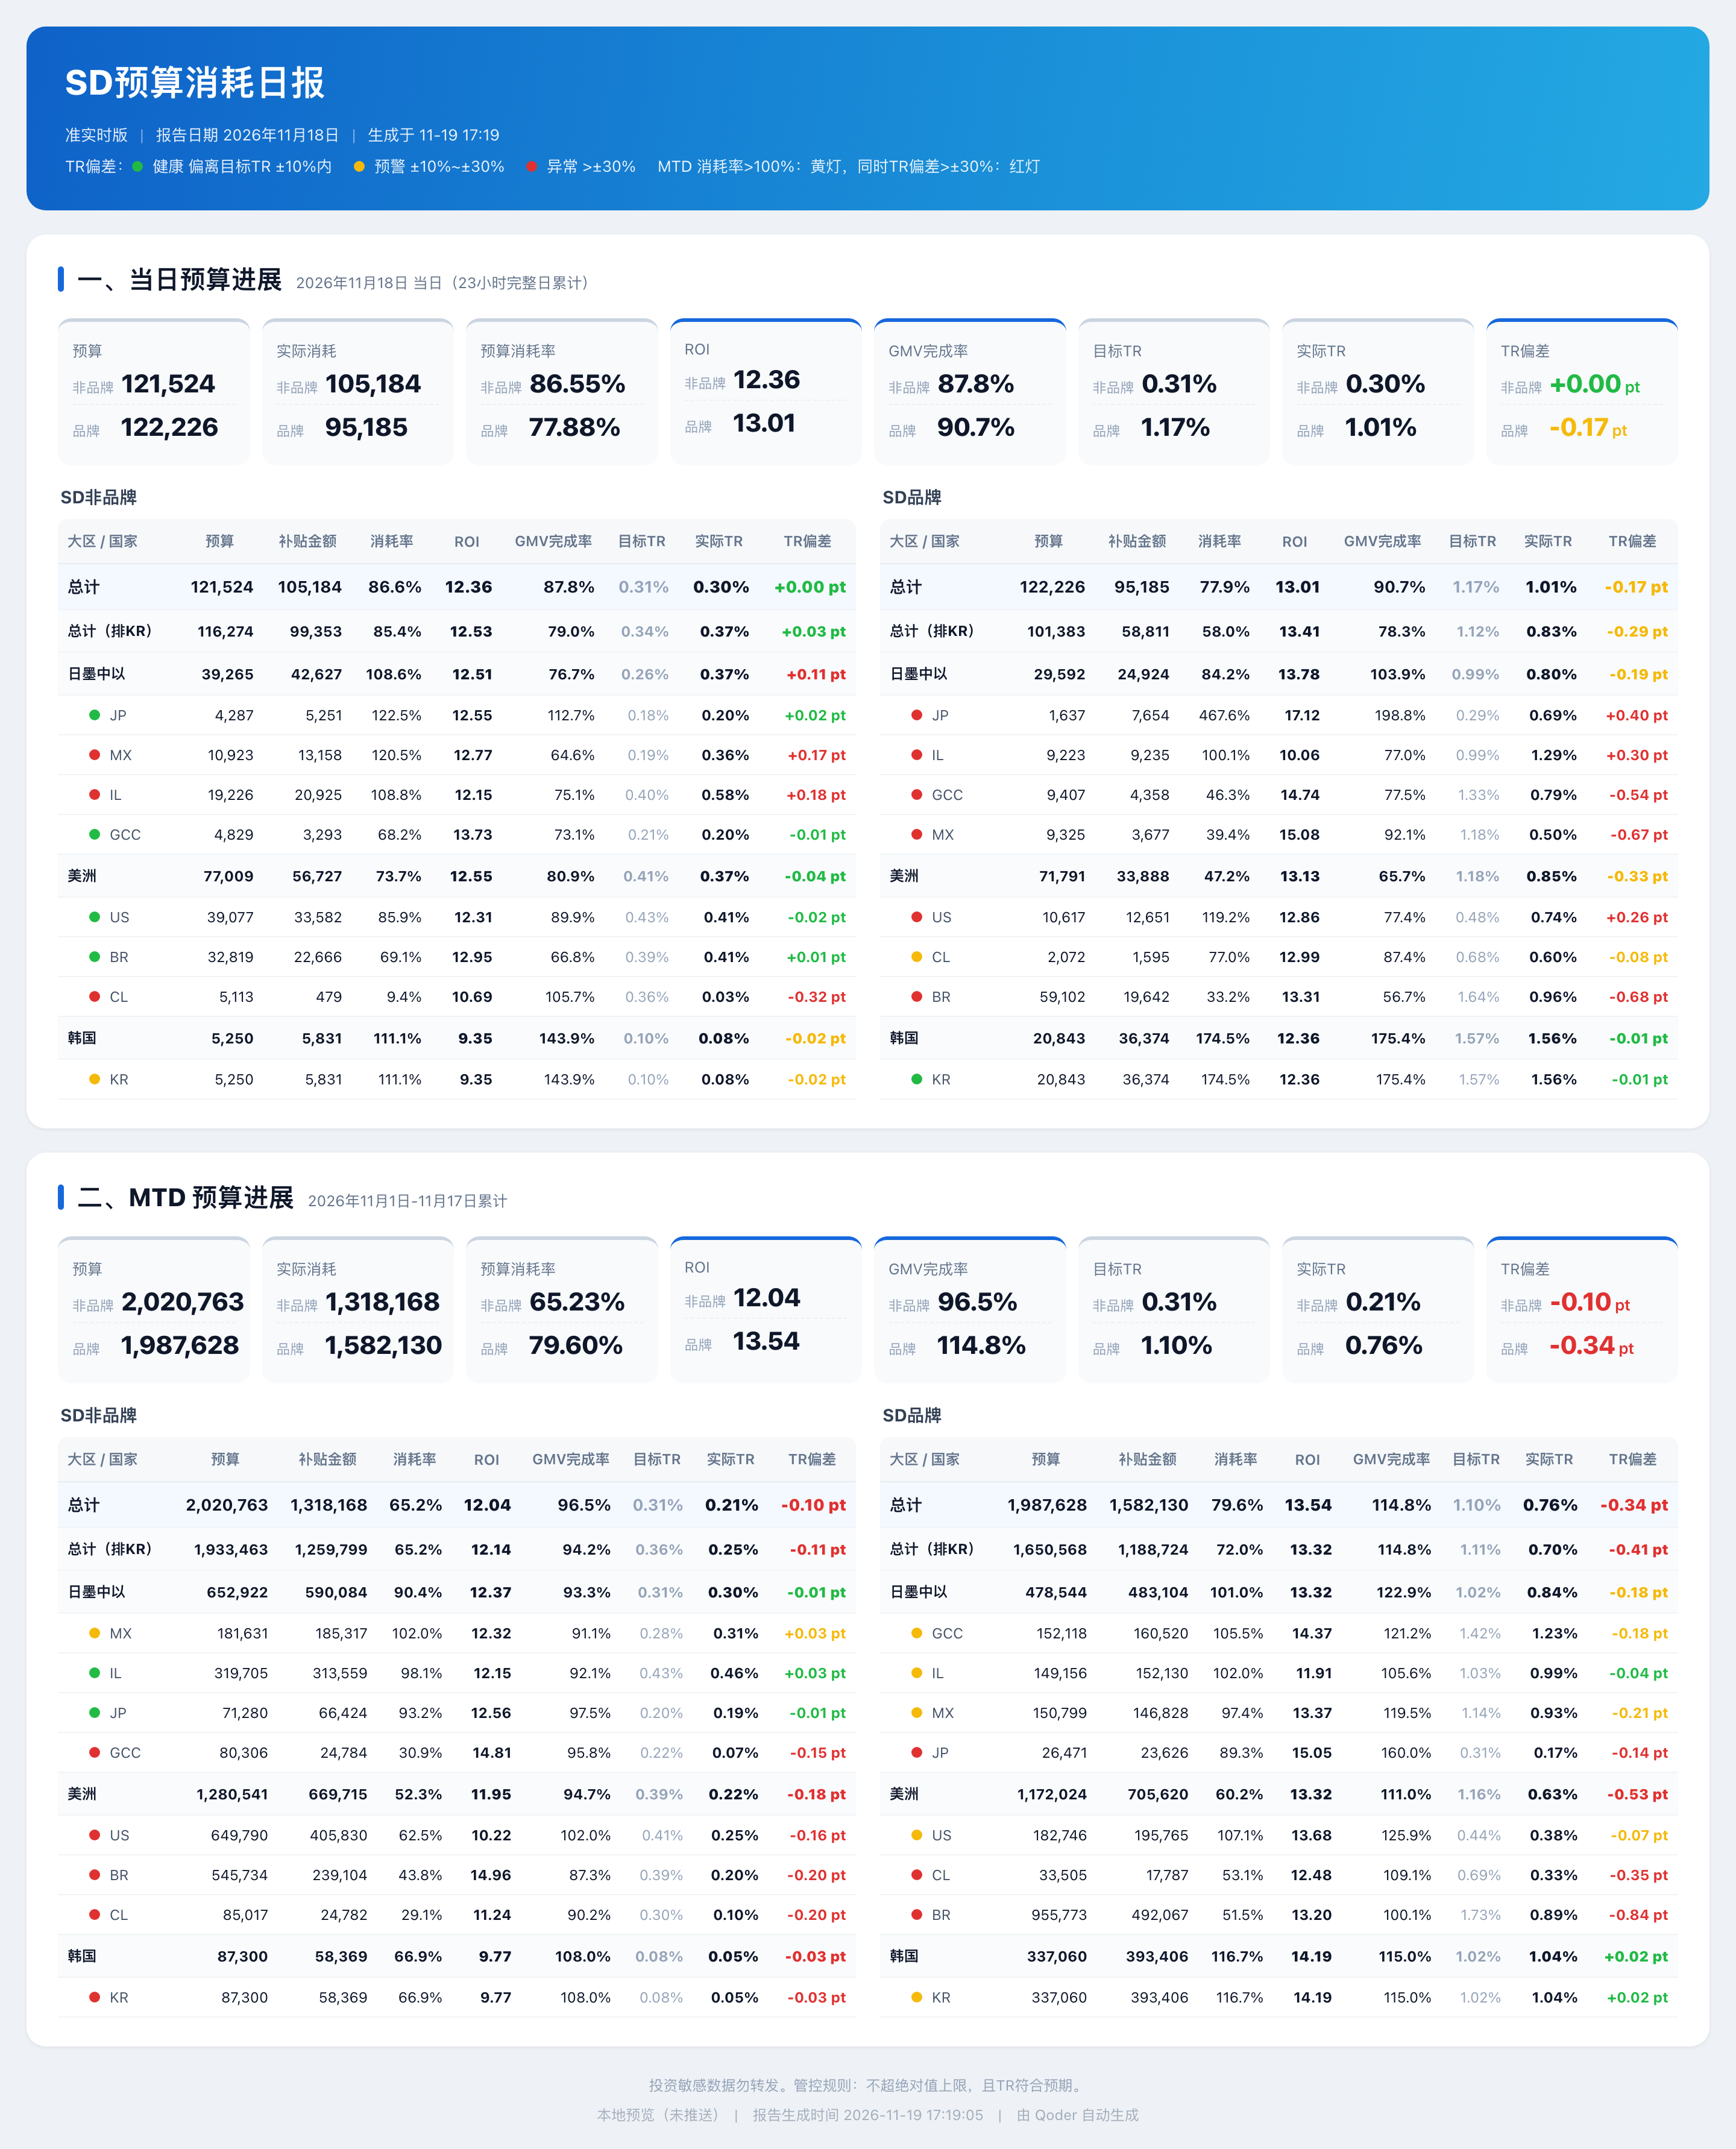 SD预算消耗日报
准实时版 | 报告日期 2026年11月18日 | 生成于 11-19 17:19
TR偏差： 健康 偏离目标TR ±10%内 预警 ±10%~±30% 异常 >±30% MTD 消耗率>100%：黄灯，同时TR偏差>±30%：红灯
一、当日预算进展 2026年11月18日 当日（23小时完整日累计）
预算
非品牌 121,524
品牌 122,226
实际消耗
非品牌 105,184
品牌 95,185
预算消耗率
非品牌 86.55%
品牌 77.88%
ROI
非品牌 12.36
品牌 13.01
GMV完成率
非品牌 87.8%
品牌 90.7%
目标TR
非品牌 0.31%
品牌 1.17%
实际TR
非品牌 0.30%
品牌 1.01%
TR偏差
非品牌 +0.00 pt
品牌 -0.17 pt
SD非品牌
大区 / 国家 预算 补贴金额 消耗率 ROI GMV完成率 目标TR 实际TR TR偏差
总计 121,524 105,184 86.6% 12.36 87.8% 0.31% 0.30% +0.00 pt
总计（排KR） 116,274 99,353 85.4% 12.53 79.0% 0.34% 0.37% +0.03 pt
日墨中以 39,265 42,627 108.6% 12.51 76.7% 0.26% 0.37% +0.11 pt
JP 4,287 5,251 122.5% 12.55 112.7% 0.18% 0.20% +0.02 pt
MX 10,923 13,158 120.5% 12.77 64.6% 0.19% 0.36% +0.17 pt
IL 19,226 20,925 108.8% 12.15 75.1% 0.40% 0.58% +0.18 pt
GCC 4,829 3,293 68.2% 13.73 73.1% 0.21% 0.20% -0.01 pt
美洲 77,009 56,727 73.7% 12.55 80.9% 0.41% 0.37% -0.04 pt
US 39,077 33,582 85.9% 12.31 89.9% 0.43% 0.41% -0.02 pt
BR 32,819 22,666 69.1% 12.95 66.8% 0.39% 0.41% +0.01 pt
CL 5,113 479 9.4% 10.69 105.7% 0.36% 0.03% -0.32 pt
韩国 5,250 5,831 111.1% 9.35 143.9% 0.10% 0.08% -0.02 pt
KR 5,250 5,831 111.1% 9.35 143.9% 0.10% 0.08% -0.02 pt
SD品牌
大区 / 国家 预算 补贴金额 消耗率 ROI GMV完成率 目标TR 实际TR TR偏差
总计 122,226 95,185 77.9% 13.01 90.7% 1.17% 1.01% -0.17 pt
总计（排KR） 101,383 58,811 58.0% 13.41 78.3% 1.12% 0.83% -0.29 pt
日墨中以 29,592 24,924 84.2% 13.78 103.9% 0.99% 0.80% -0.19 pt
JP 1,637 7,654 467.6% 17.12 198.8% 0.29% 0.69% +0.40 pt
IL 9,223 9,235 100.1% 10.06 77.0% 0.99% 1.29% +0.30 pt
GCC 9,407 4,358 46.3% 14.74 77.5% 1.33% 0.79% -0.54 pt
MX 9,325 3,677 39.4% 15.08 92.1% 1.18% 0.50% -0.67 pt
美洲 71,791 33,888 47.2% 13.13 65.7% 1.18% 0.85% -0.33 pt
US 10,617 12,651 119.2% 12.86 77.4% 0.48% 0.74% +0.26 pt
CL 2,072 1,595 77.0% 12.99 87.4% 0.68% 0.60% -0.08 pt
BR 59,102 19,642 33.2% 13.31 56.7% 1.64% 0.96% -0.68 pt
韩国 20,843 36,374 174.5% 12.36 175.4% 1.57% 1.56% -0.01 pt
KR 20,843 36,374 174.5% 12.36 175.4% 1.57% 1.56% -0.01 pt
二、MTD 预算进展 2026年11月1日-11月17日累计
预算
非品牌 2,020,763
品牌 1,987,628
实际消耗
非品牌 1,318,168
品牌 1,582,130
预算消耗率
非品牌 65.23%
品牌 79.60%
ROI
非品牌 12.04
品牌 13.54
GMV完成率
非品牌 96.5%
品牌 114.8%
目标TR
非品牌 0.31%
品牌 1.10%
实际TR
非品牌 0.21%
品牌 0.76%
TR偏差
非品牌 -0.10 pt
品牌 -0.34 pt
SD非品牌
大区 / 国家 预算 补贴金额 消耗率 ROI GMV完成率 目标TR 实际TR TR偏差
总计 2,020,763 1,318,168 65.2% 12.04 96.5% 0.31% 0.21% -0.10 pt
总计（排KR） 1,933,463 1,259,799 65.2% 12.14 94.2% 0.36% 0.25% -0.11 pt
日墨中以 652,922 590,084 90.4% 12.37 93.3% 0.31% 0.30% -0.01 pt
MX 181,631 185,317 102.0% 12.32 91.1% 0.28% 0.31% +0.03 pt
IL 319,705 313,559 98.1% 12.15 92.1% 0.43% 0.46% +0.03 pt
JP 71,280 66,424 93.2% 12.56 97.5% 0.20% 0.19% -0.01 pt
GCC 80,306 24,784 30.9% 14.81 95.8% 0.22% 0.07% -0.15 pt
美洲 1,280,541 669,715 52.3% 11.95 94.7% 0.39% 0.22% -0.18 pt
US 649,790 405,830 62.5% 10.22 102.0% 0.41% 0.25% -0.16 pt
BR 545,734 239,104 43.8% 14.96 87.3% 0.39% 0.20% -0.20 pt
CL 85,017 24,782 29.1% 11.24 90.2% 0.30% 0.10% -0.20 pt
韩国 87,300 58,369 66.9% 9.77 108.0% 0.08% 0.05% -0.03 pt
KR 87,300 58,369 66.9% 9.77 108.0% 0.08% 0.05% -0.03 pt
SD品牌
大区 / 国家 预算 补贴金额 消耗率 ROI GMV完成率 目标TR 实际TR TR偏差
总计 1,987,628 1,582,130 79.6% 13.54 114.8% 1.10% 0.76% -0.34 pt
总计（排KR） 1,650,568 1,188,724 72.0% 13.32 114.8% 1.11% 0.70% -0.41 pt
日墨中以 478,544 483,104 101.0% 13.32 122.9% 1.02% 0.84% -0.18 pt
GCC 152,118 160,520 105.5% 14.37 121.2% 1.42% 1.23% -0.18 pt
IL 149,156 152,130 102.0% 11.91 105.6% 1.03% 0.99% -0.04 pt
MX 150,799 146,828 97.4% 13.37 119.5% 1.14% 0.93% -0.21 pt
JP 26,471 23,626 89.3% 15.05 160.0% 0.31% 0.17% -0.14 pt
美洲 1,172,024 705,620 60.2% 13.32 111.0% 1.16% 0.63% -0.53 pt
US 182,746 195,765 107.1% 13.68 125.9% 0.44% 0.38% -0.07 pt
CL 33,505 17,787 53.1% 12.48 109.1% 0.69% 0.33% -0.35 pt
BR 955,773 492,067 51.5% 13.20 100.1% 1.73% 0.89% -0.84 pt
韩国 337,060 393,406 116.7% 14.19 115.0% 1.02% 1.04% +0.02 pt
KR 337,060 393,406 116.7% 14.19 115.0% 1.02% 1.04% +0.02 pt
投资敏感数据勿转发。管控规则：不超绝对值上限，且TR符合预期。
本地预览（未推送） | 报告生成时间 2026-11-19 17:19:05 | 由 Qoder 自动生成